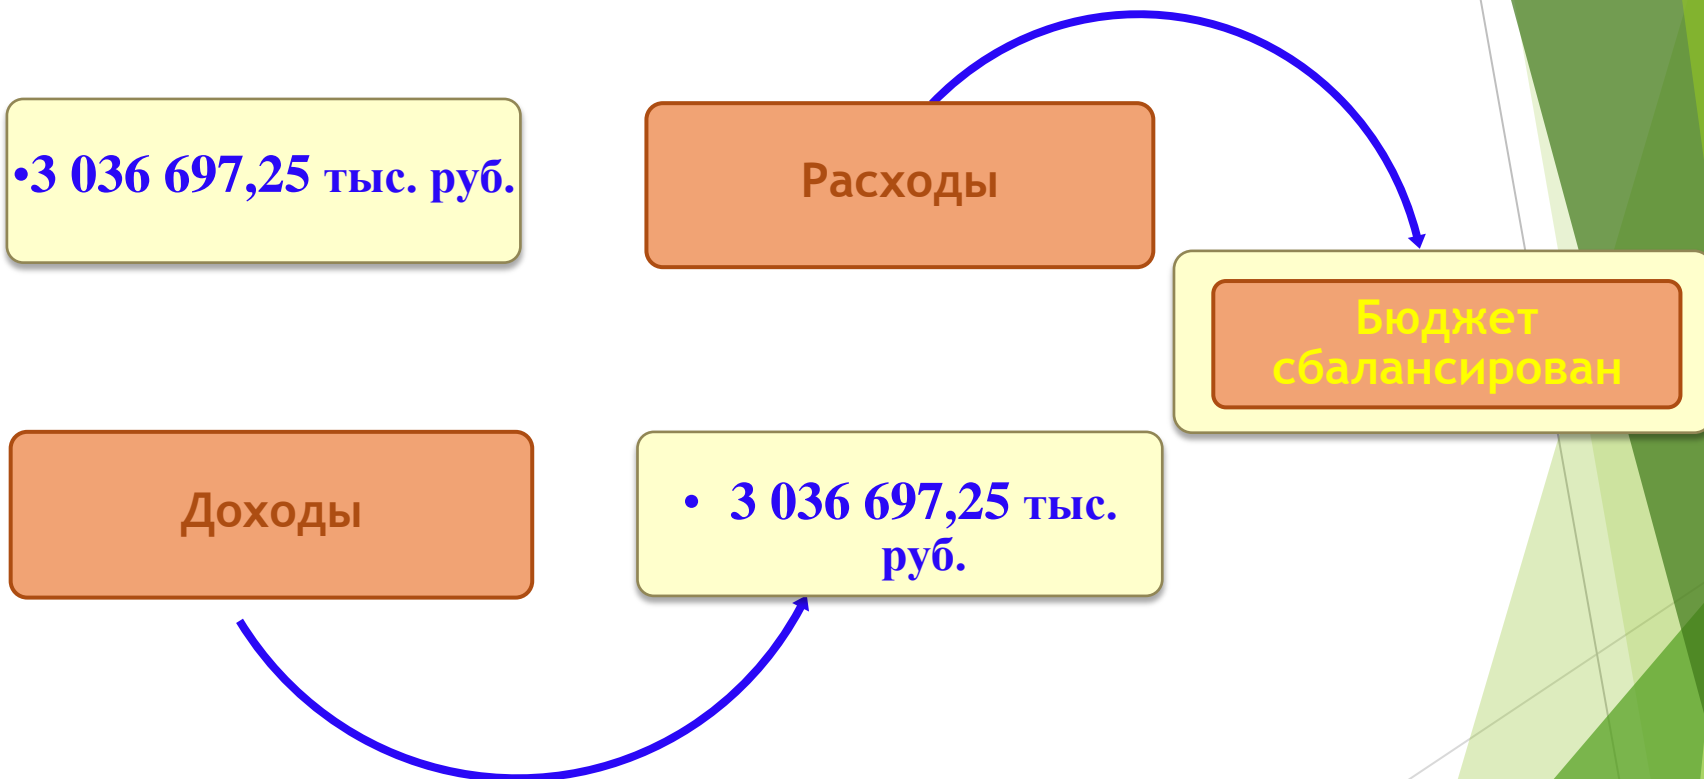 •3 036 697,25 тыс. руб.
Расходы
Бюджет
сбалансирован
Доходы
• 3 036 697,25 тыс.
руб.